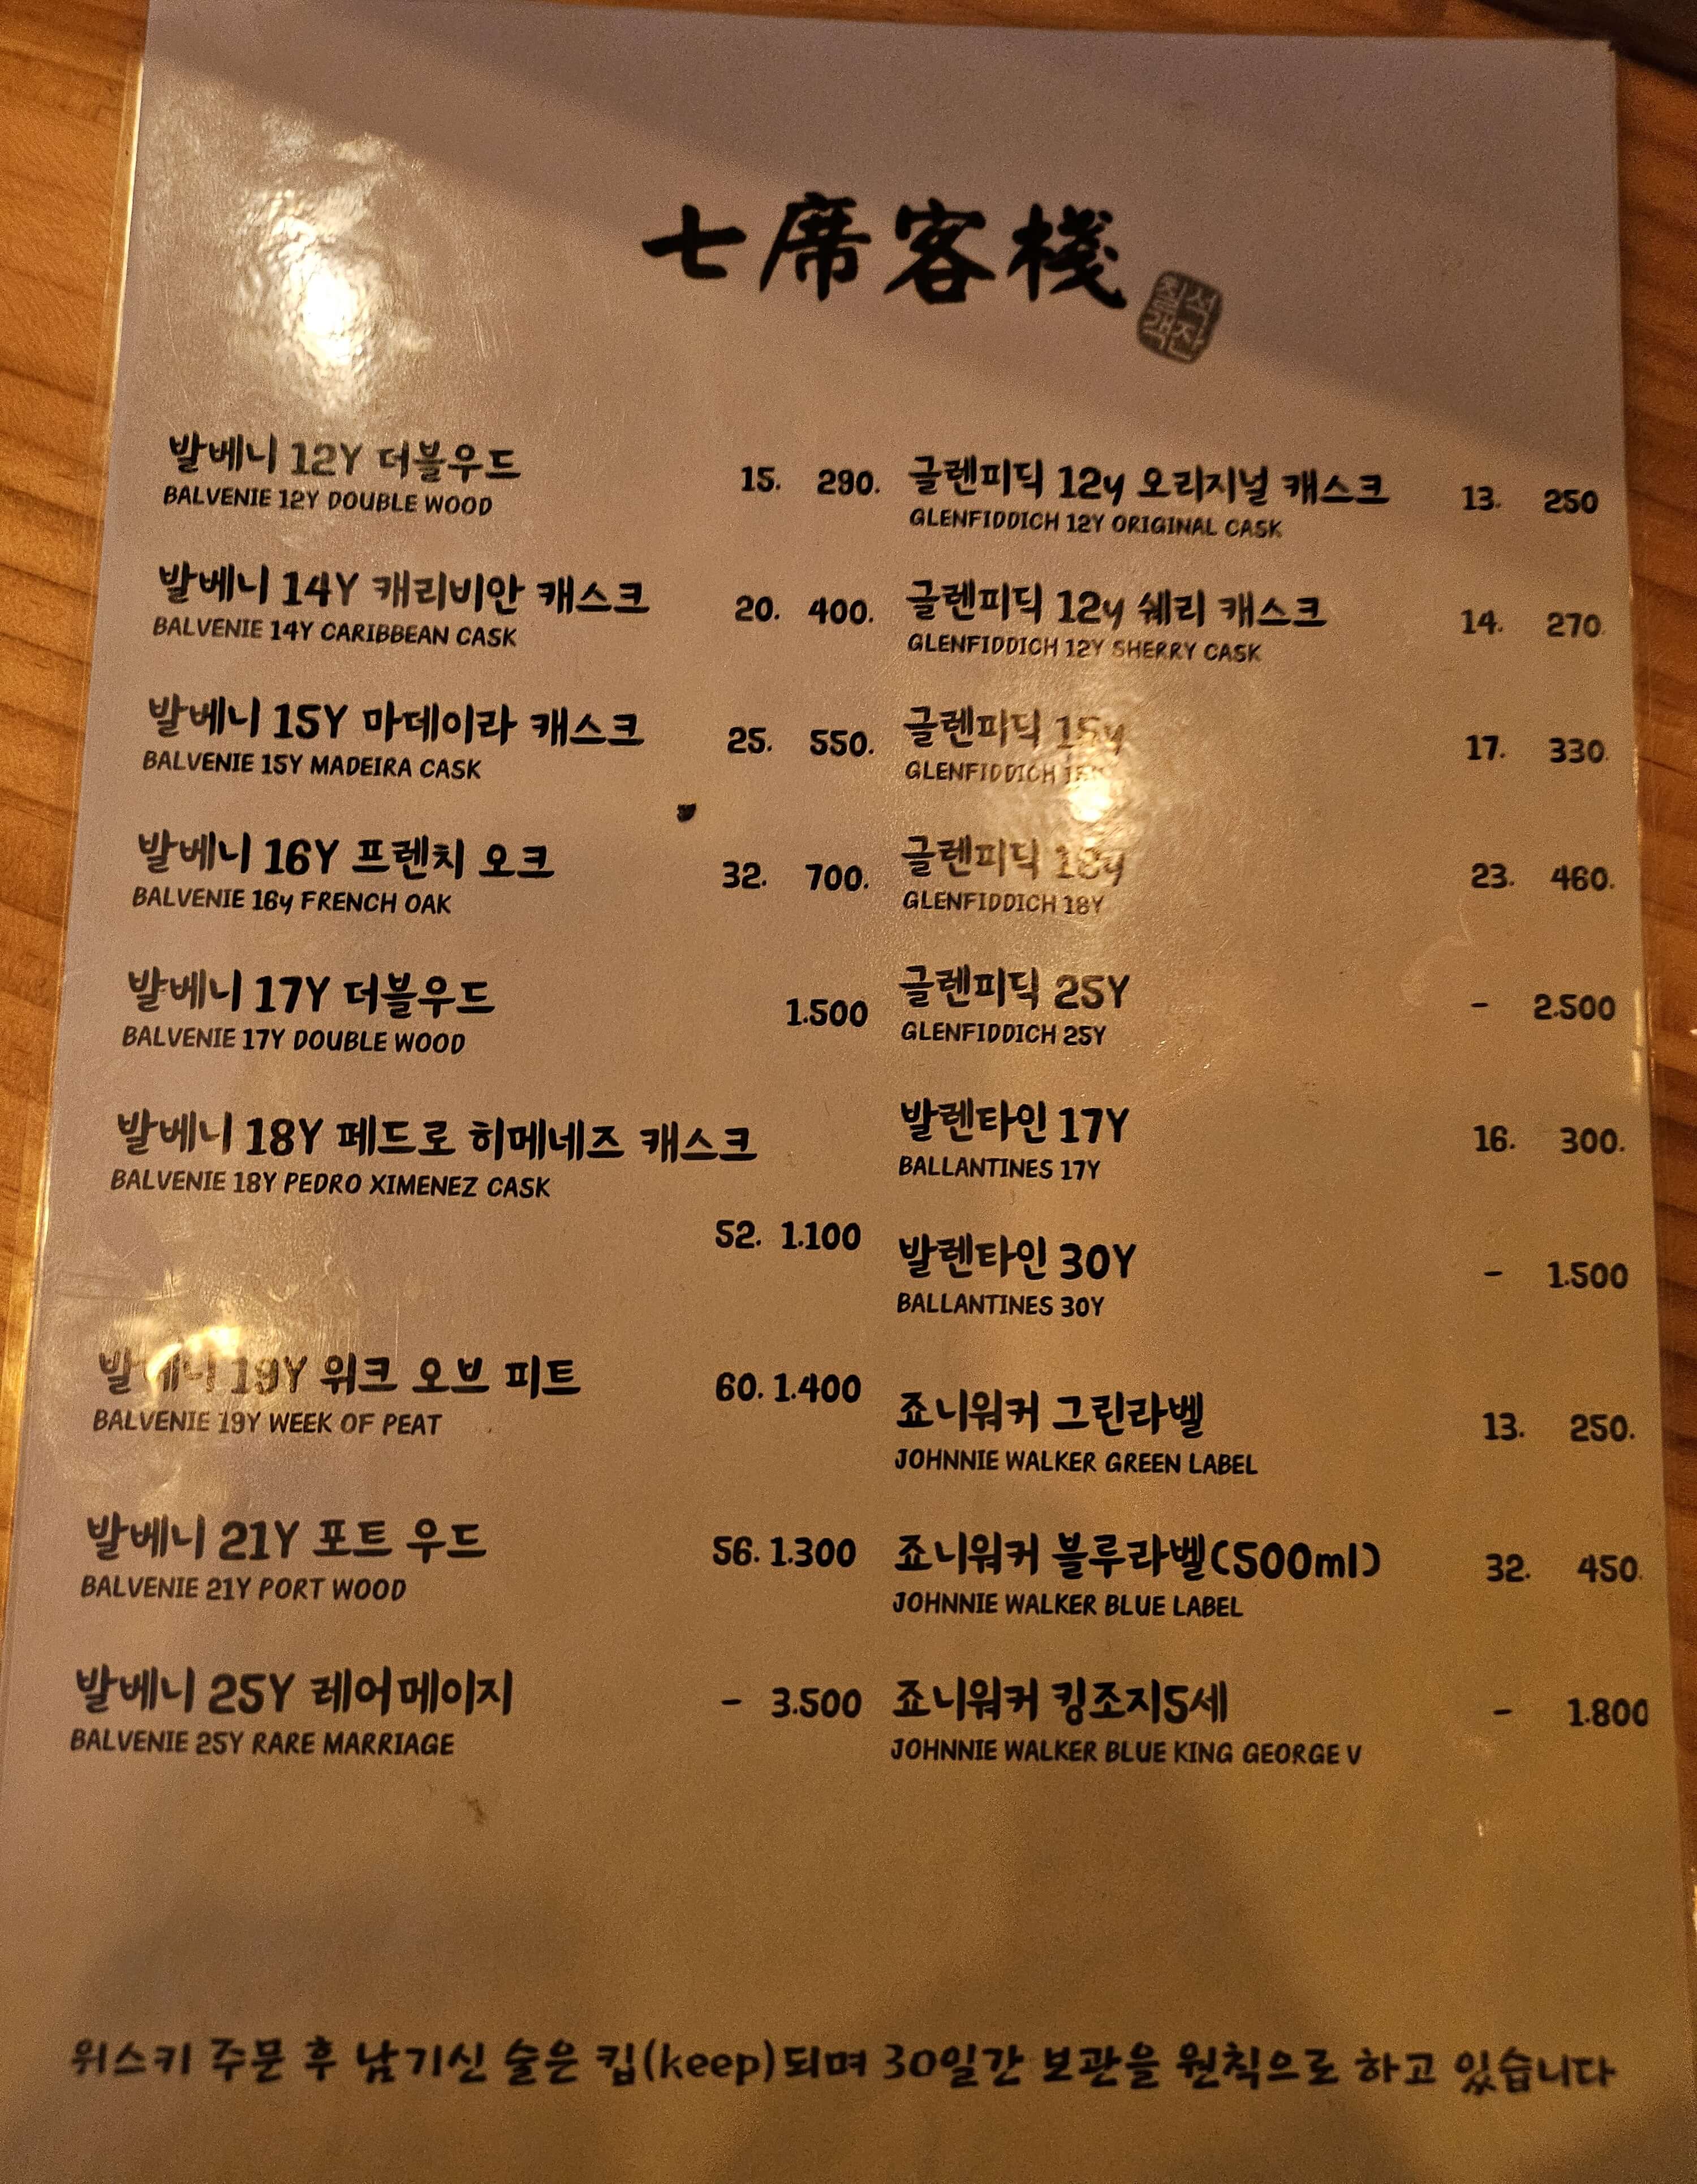 七席客棧
칠석
객잔
발베니 12Y 더블우드 15. 290.
BALVENIE 12Y DOUBLE WOOD
발베니 14Y 캐리비안 캐스크 20. 400.
BALVENIE 14Y CARIBBEAN CASK
발베니 15Y 마데이라 캐스크 25. 550.
BALVENIE 15Y MADEIRA CASK
발베니 16Y 프렌치 오크 32. 700.
BALVENIE 16y FRENCH OAK
발베니 17Y 더블우드 1.500
BALVENIE 17Y DOUBLE WOOD
발베니 18Y 페드로 히메네즈 캐스크
BALVENIE 18Y PEDRO XIMENEZ CASK
52. 1.100
발베니 19Y 위크 오브 피트 60. 1.400
BALVENIE 19Y WEEK OF PEAT
발베니 21Y 포트 우드 56. 1.300
BALVENIE 21Y PORT WOOD
발베니 25Y 레어메이지 - 3.500
BALVENIE 25Y RARE MARRIAGE
글렌피딕 12y 오리지널 캐스크 13. 250
GLENFIDDICH 12Y ORIGINAL CASK
글렌피딕 12y 쉐리 캐스크 14. 270.
GLENFIDDICH 12Y SHERRY CASK
글렌피딕 15y 17. 330.
GLENFIDDICH 15Y
글렌피딕 18y 23. 460.
GLENFIDDICH 18Y
글렌피딕 25Y - 2.500
GLENFIDDICH 25Y
발렌타인 17Y 16. 300.
BALLANTINES 17Y
발렌타인 30Y - 1.500
BALLANTINES 30Y
죠니워커 그린라벨 13. 250.
JOHNNIE WALKER GREEN LABEL
죠니워커 블루라벨(500ml) 32. 450.
JOHNNIE WALKER BLUE LABEL
죠니워커 킹조지5세 - 1.800
JOHNNIE WALKER BLUE KING GEORGE V
위스키 주문 후 남기신 술은 킵(keep)되며 30일간 보관을 원칙으로 하고 있습니다